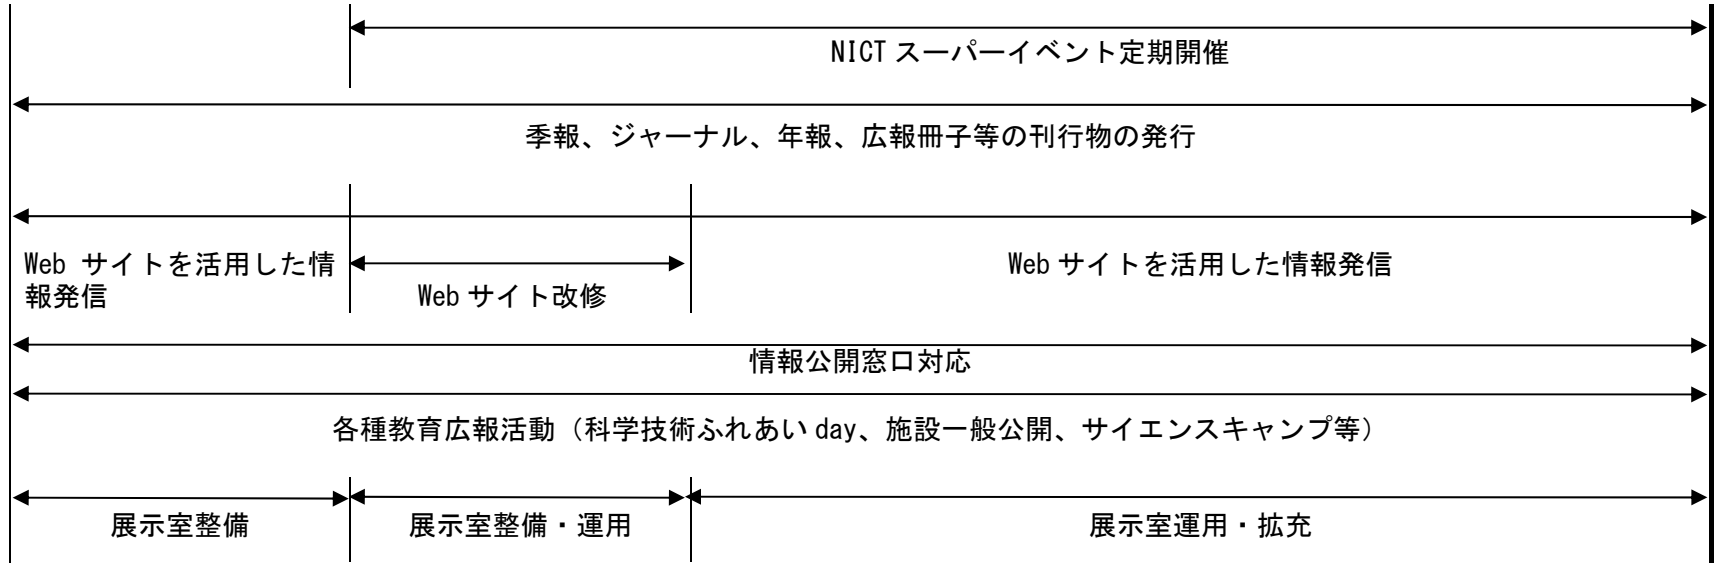 NICT スーパーイベント定期開催
季報、ジャーナル、年報、広報冊子等の刊行物の発行
Web サイトを活用した情
報発信
Web サイト改修
Web サイトを活用した情報発信
情報公開窓口対応
各種教育広報活動（科学技術ふれあい day、施設一般公開、サイエンスキャンプ等）
展示室整備
展示室整備・運用
展示室運用・拡充